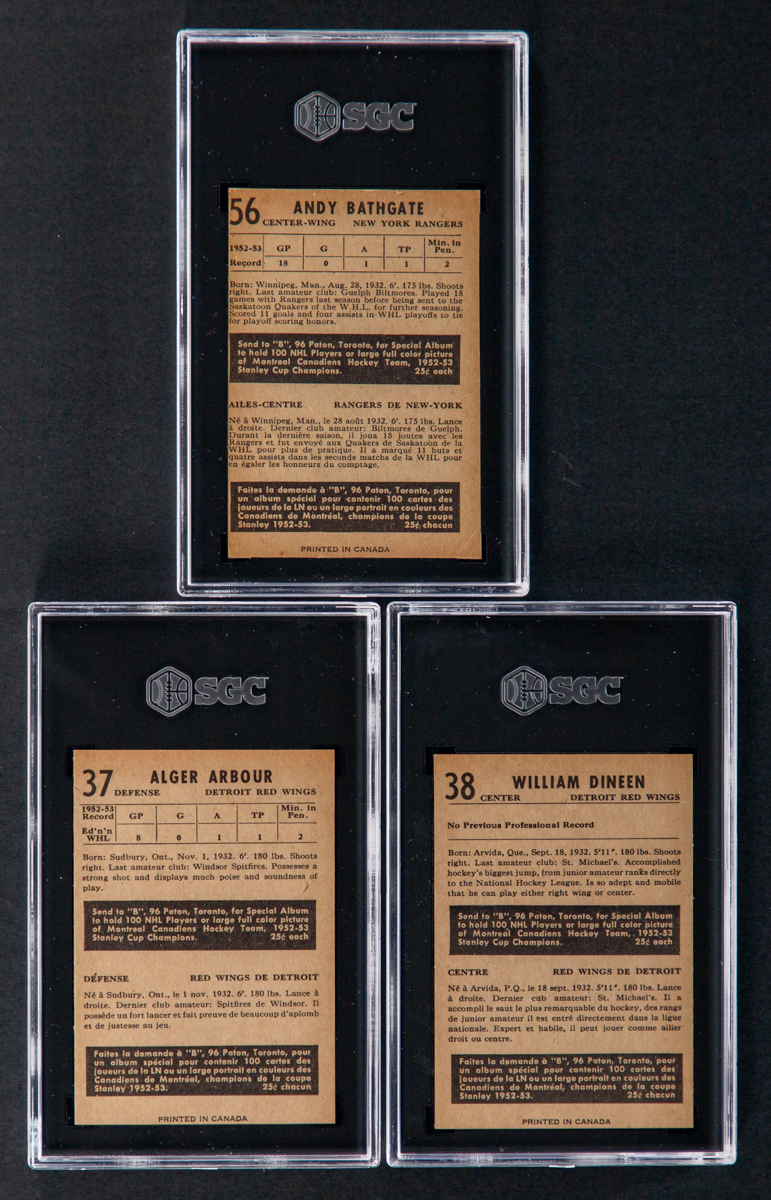 SGC
56 ANDY BATHGATE
CENTER-WING NEW YORK RANGERS
1952-53 GP G A TP Min. in Pen.
Record 18 0 1 1 2
Born: Winnipeg, Man., Aug. 28, 1932. 6'. 175 lbs. Shoots
right. Last amateur club: Guelph Biltmores. Played 18
games with Rangers last season before being sent to the
Saskatoon Quakers of the W.H.L. for further seasoning.
Scored 11 goals and four assists in WHL playoffs to tie
for playoff scoring honors.
Send to "B", 96 Paton, Toronto, for Special Album
to hold 100 NHL Players or large full color picture
of Montreal Canadiens Hockey Team, 1952-53
Stanley Cup Champions. 25¢ each
AILES-CENTRE RANGERS DE NEW-YORK
Né à Winnipeg, Man., le 28 août 1932. 6'. 175 lbs. Lance
à droite. Dernier club amateur: Biltmores de Guelph.
Durant la dernière saison, il joua 18 joutes avec les
Rangers et fut envoyé aux Quakers de Saskatoon de la
WHL pour plus de pratique. Il a marqué 11 buts et
quatre assists dans les seconds matchs de la WHL pour
en égaler les honneurs du comptage.
Faites la demande à "B", 96 Paton, Toronto, pour
un album spécial pour contenir 100 cartes des
joueurs de la LN ou un large portrait en couleurs des
Canadiens de Montréal, champions de la coupe
Stanley 1952-53. 25¢ chacun
PRINTED IN CANADA
SGC
37 ALGER ARBOUR
DEFENSE DETROIT RED WINGS
1952-53 Record GP G A TP Min. in Pen.
Ed'n'n WHL 8 0 1 1 2
Born: Sudbury, Ont., Nov. 1, 1932. 6'. 180 lbs. Shoots
right. Last amateur club: Windsor Spitfires. Possesses a
strong shot and displays much poise and soundness of
play.
Send to "B", 96 Paton, Toronto, for Special Album
to hold 100 NHL Players or large full color picture
of Montreal Canadiens Hockey Team, 1952-53
Stanley Cup Champions. 25¢ each
DÉFENSE RED WINGS DE DETROIT
Né à Sudbury, Ont., le 1 nov. 1932. 6'. 180 lbs. Lance à
droite. Dernier club amateur: Spitfires de Windsor. Il
possède un fort lancer et fait preuve de beaucoup d'aplomb
et de justesse au jeu.
Faites la demande à "B", 96 Paton, Toronto, pour
un album spécial pour contenir 100 cartes des
joueurs de la LN ou un large portrait en couleurs des
Canadiens de Montréal, champions de la coupe
Stanley 1952-53. 25¢ chacun
PRINTED IN CANADA
SGC
38 WILLIAM DINEEN
CENTER DETROIT RED WINGS
No Previous Professional Record
Born: Arvida, Que., Sept. 18, 1932. 5'11". 180 lbs. Shoots
right. Last amateur club: St. Michael's. Accomplished
hockey's biggest jump, from junior amateur ranks directly
to the National Hockey League. Is so adept and mobile
that he can play either right wing or center.
Send to "B", 96 Paton, Toronto, for Special Album
to hold 100 NHL Players or large full color picture
of Montreal Canadiens Hockey Team, 1952-53
Stanley Cup Champions. 25¢ each
CENTRE RED WINGS DE DETROIT
Né à Arvida, P.Q., le 18 sept. 1932. 5'11". 180 lbs. Lance
à droite. Dernier cub amateur: St. Michael's. Il a
accompli le saut le plus remarquable du hockey, des rangs
de junior amateur il est entré directement dans la ligue
nationale. Expert et habile, il peut jouer comme ailier
droit ou centre.
Faites la demande à "B", 96 Paton, Toronto, pour
un album spécial pour contenir 100 cartes des
joueurs de la LN ou un large portrait en couleurs des
Canadiens de Montréal, champions de la coupe
Stanley 1952-53. 25¢ chacun
PRINTED IN CANADA